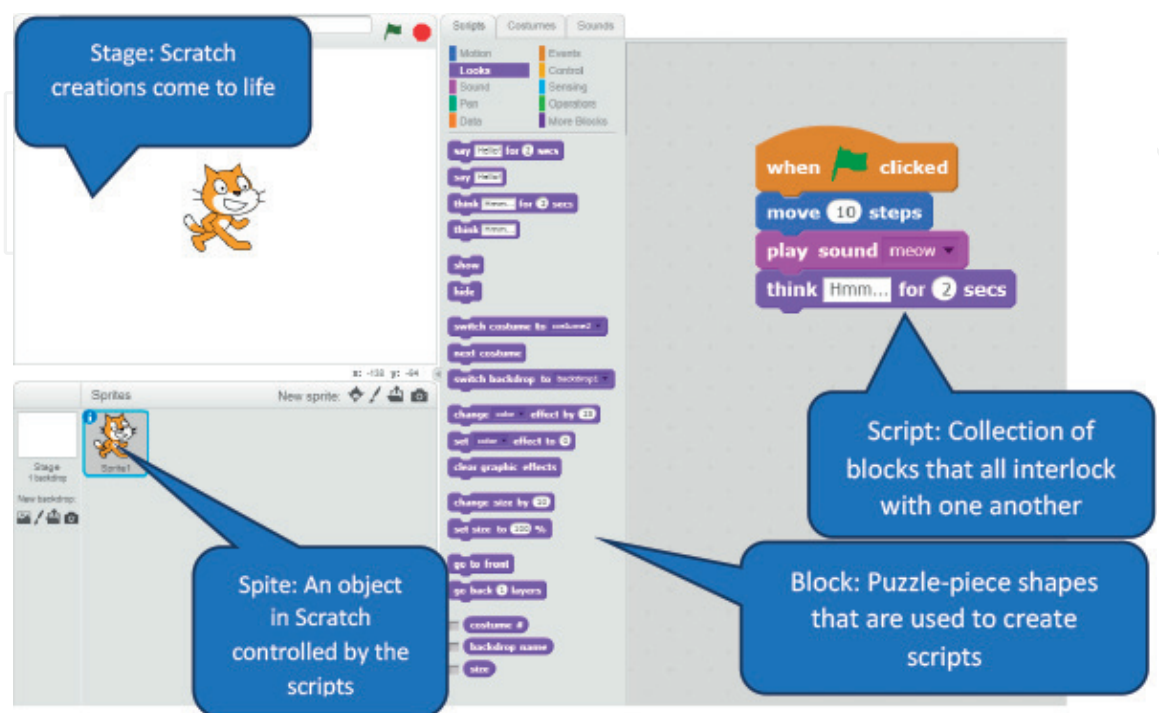 Stage: Scratch
creations come to life
Scripts Costumes Sounds
Motion Events
Looks Control
Sound Sensing
Pen Operators
Data More Blocks
say Hello! for 2 secs
say Hello!
think Hmm... for 2 secs
think Hmm...
show
hide
switch costume to costume2
next costume
switch backdrop to backdrop1
change color effect by
set color effect to 0
clear graphic effects
change size by 10
set size to 100 %
go to front
go back 1 layers
costume #
backdrop name
size
when clicked
move 10 steps
play sound meow
think Hmm... for 2 secs
Script: Collection of
blocks that all interlock
with one another
Block: Puzzle-piece shapes
that are used to create
scripts
x: y: -64
Sprites New sprite:
Sprite1
Stage
1 backdrop
New backdrop:
Spite: An object
in Scratch
controlled by the
scripts